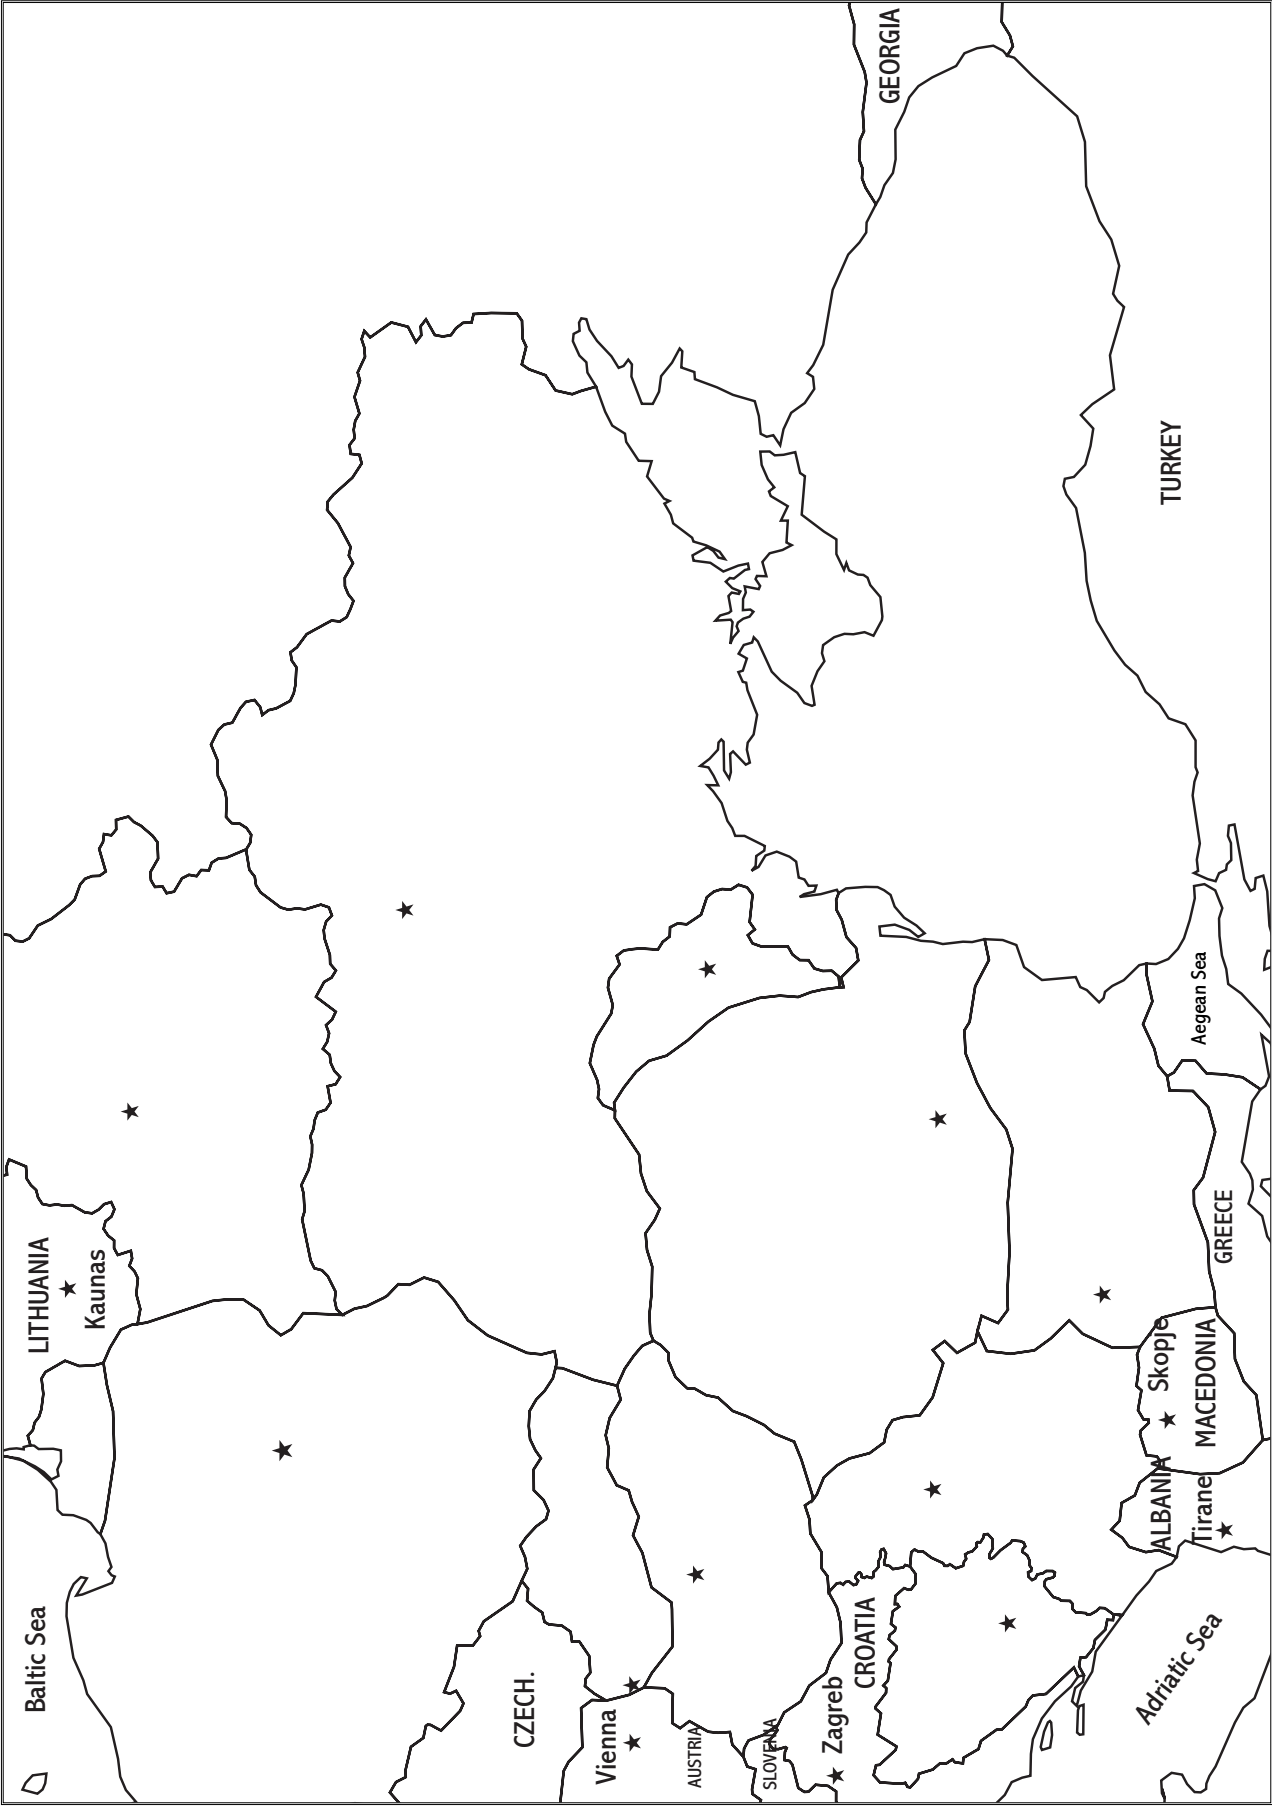 Baltic Sea
LITHUANIA
Kaunas
GEORGIA
CZECH.
Vienna
AUSTRIA
SLOVENIA
Zagreb
CROATIA
Adriatic Sea
ALBANIA
Tirane
Skopje
MACEDONIA
GREECE
Aegean Sea
TURKEY